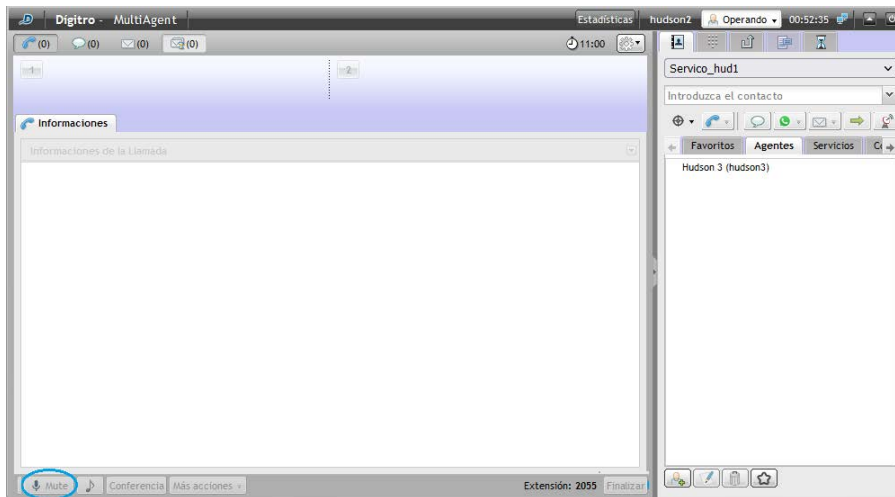 Dígitro - MultiAgent
Estadísticas hudson2 Operando 00:52:35
(0) (0) (0) (0) 11:00
1 2
Servico_hud1
Introduzca el contacto
Informaciones
Informaciones de la Llamada
Favoritos Agentes Servicios
Hudson 3 (hudson3)
Mute Conferencia Más acciones Extensión: 2055 Finalizar